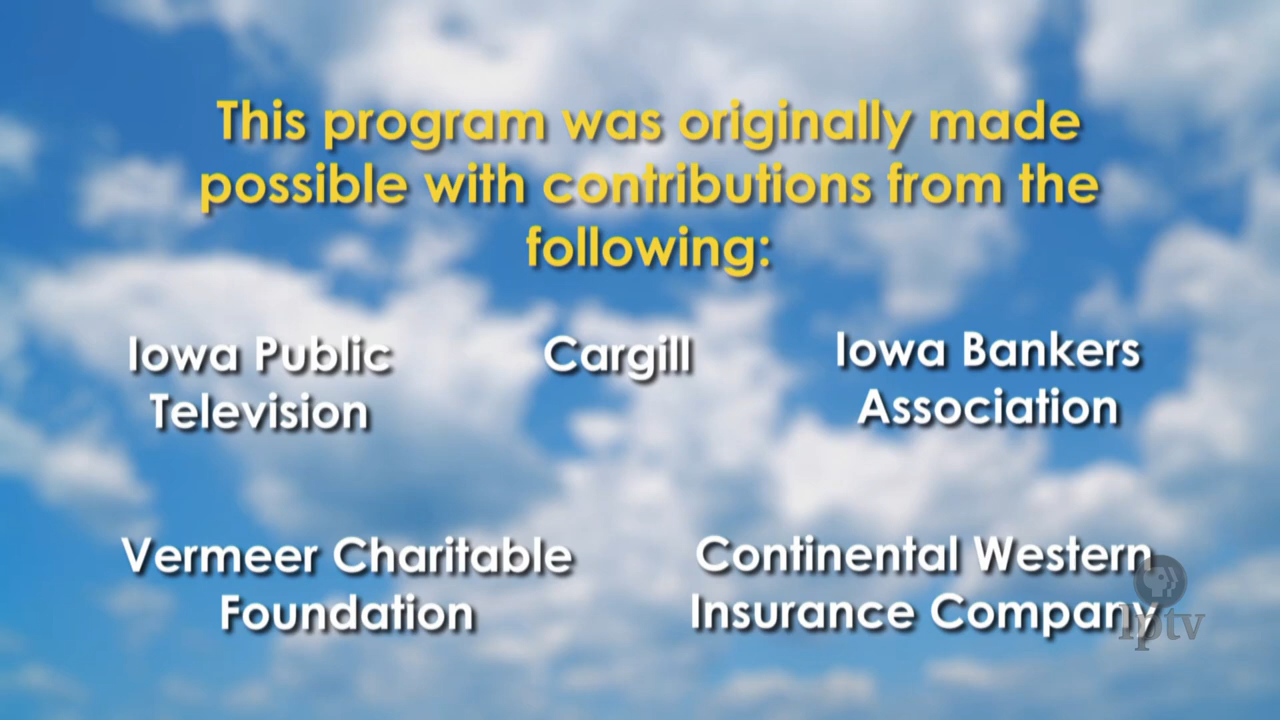 This program was originally made
possible with contributions from the
following:
Iowa Public
Television
Cargill
Iowa Bankers
Association
Vermeer Charitable
Foundation
Continental Western
Insurance Company
iptv